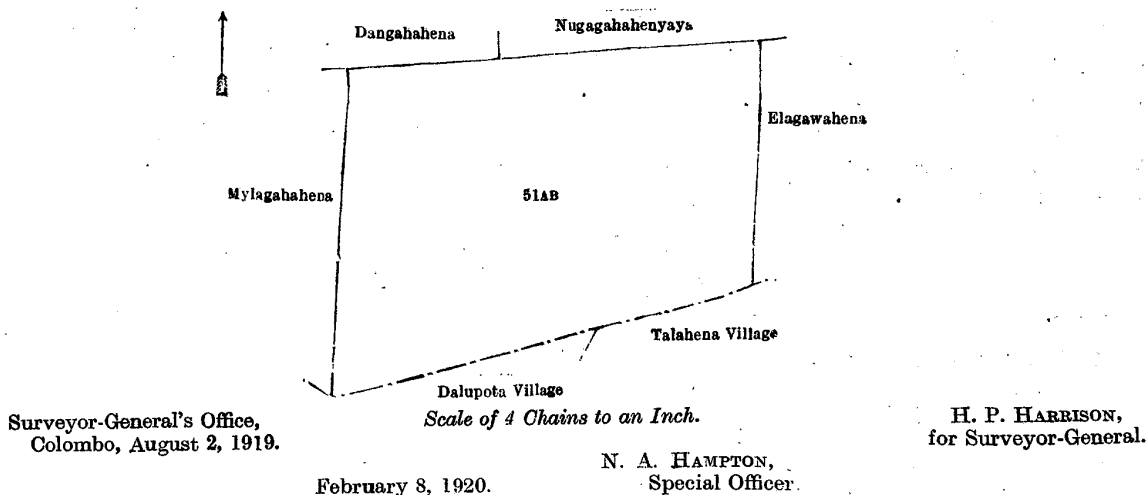 Dangahahena
Nugagahahenyaya
Elagawahena
Mylagahahena
51AB
Talahena Village
Dalupota Village
Scale of 4 Chains to an Inch.
Surveyor-General's Office,
Colombo, August 2, 1919.
H. P. HARRISON,
for Surveyor-General.
N. A. HAMPTON,
February 8, 1920.
Special Officer.